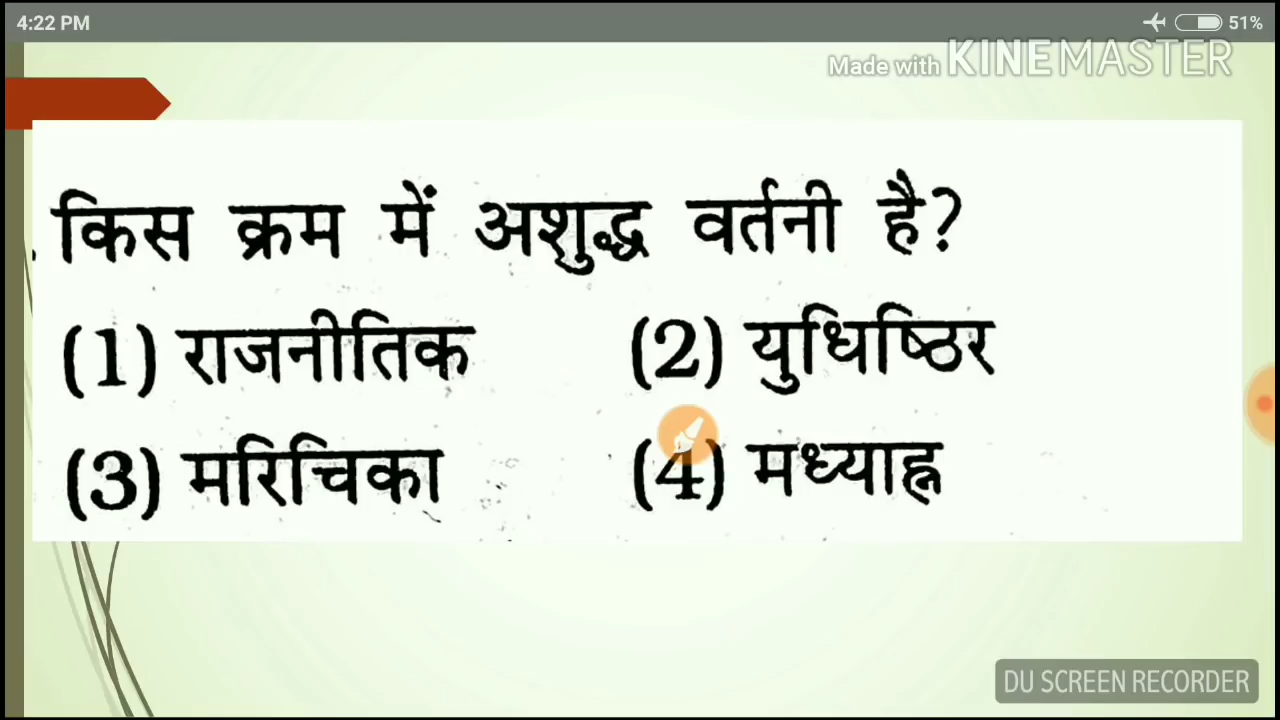 4:22 PM 51%
Made with KINEMASTER
किस क्रम में अशुद्ध वर्तनी है?
(1) राजनीतिक (2) युधिष्ठिर
(3) मरिचिका (4) मध्याह्न
DU SCREEN RECORDER